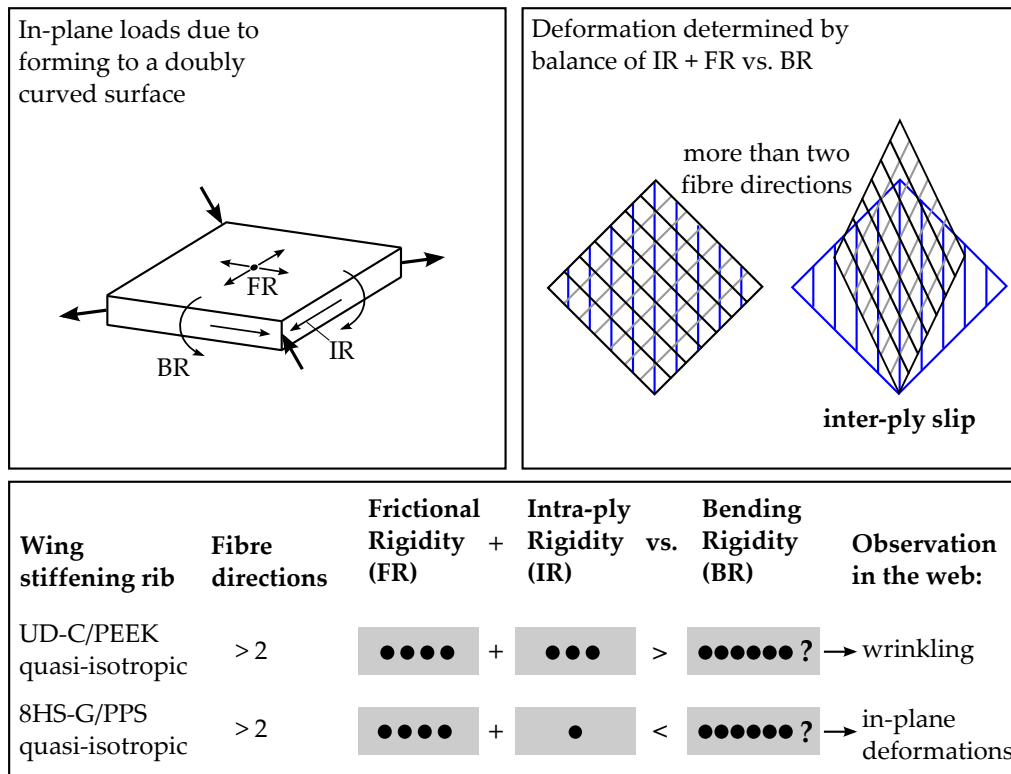 In-plane loads due to
forming to a doubly
curved surface
FR
IR
BR
Deformation determined by
balance of IR + FR vs. BR
more than two
fibre directions
inter-ply slip
Wing
stiffening rib
Fibre
directions
Frictional
Rigidity
(FR)
+
Intra-ply
Rigidity
(IR)
vs.
Bending
Rigidity
(BR)
Observation
in the web:
UD-C/PEEK
quasi-isotropic
> 2
●●●●
+
●●●
>
●●●●●● ?
wrinkling
8HS-G/PPS
quasi-isotropic
> 2
●●●●
+
●
<
●●●●●● ?
in-plane
deformations